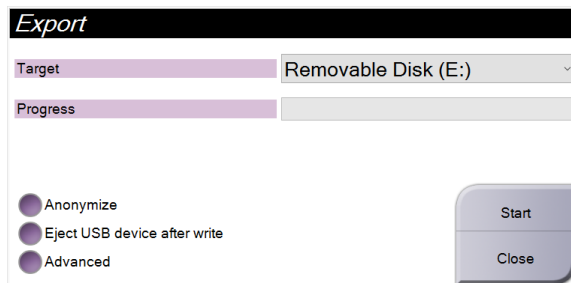 Export
Target
Removable Disk (E:)
Progress
Anonymize
Eject USB device after write
Advanced
Start
Close